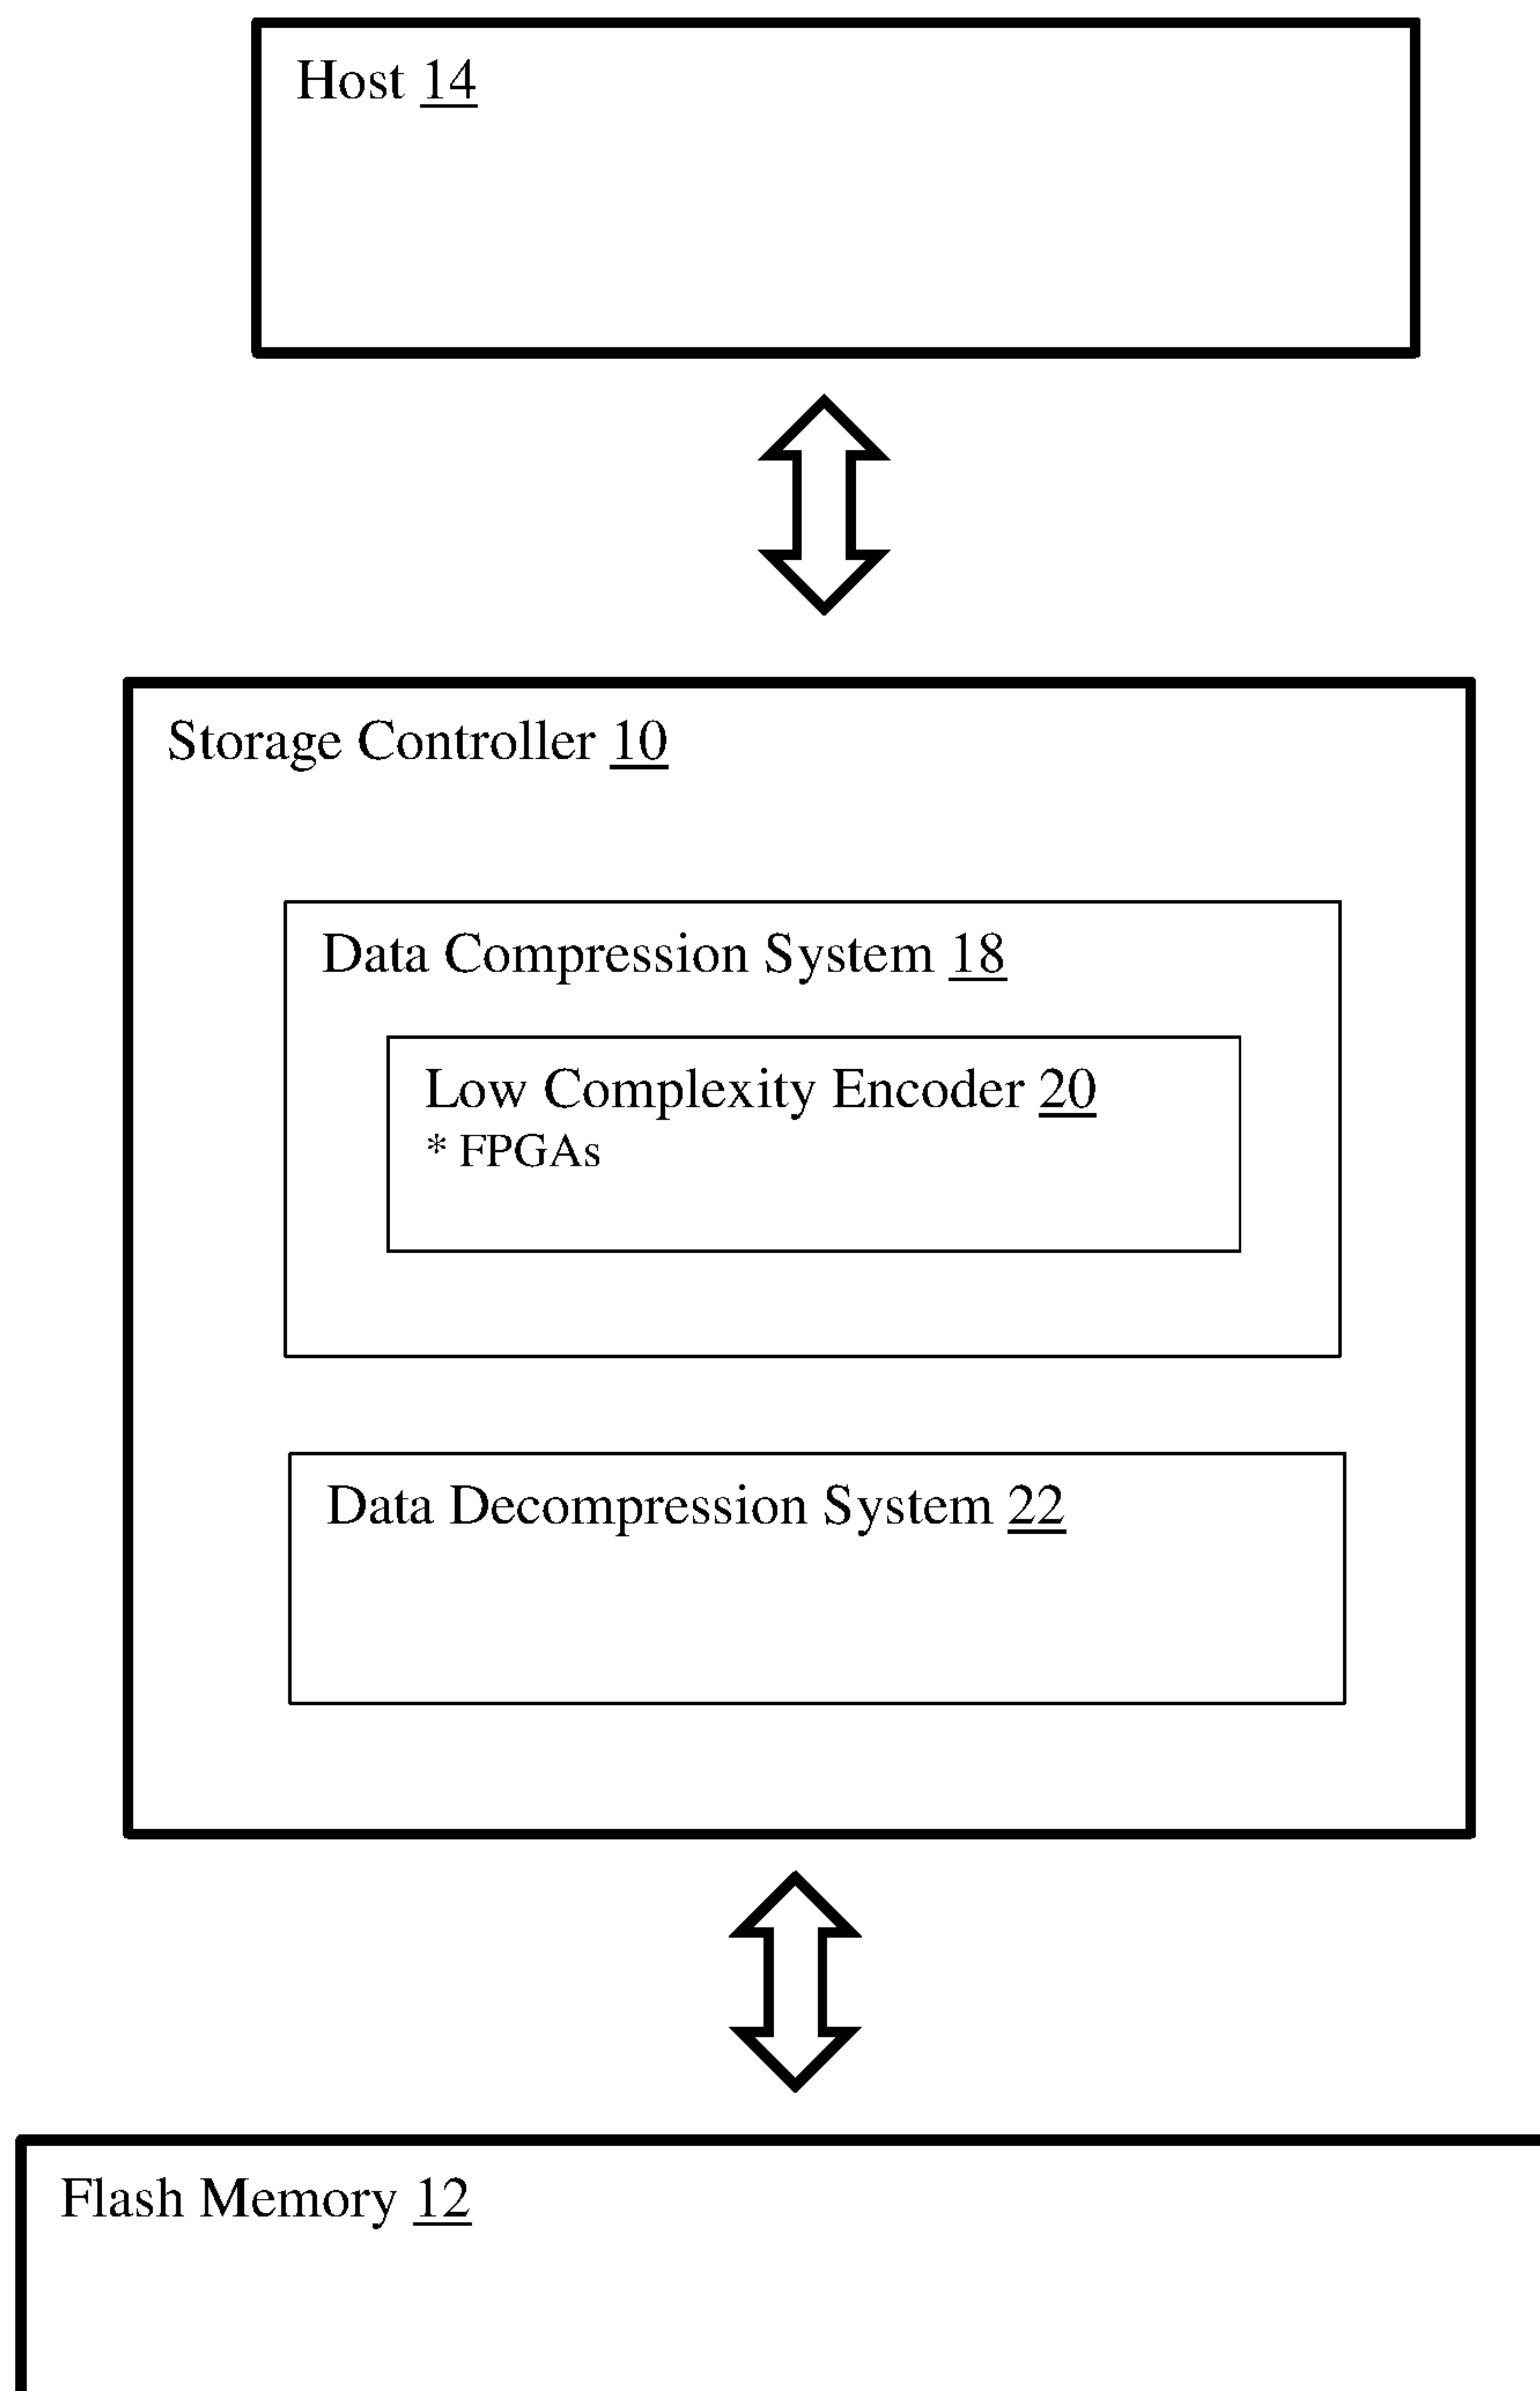 Host 14
Storage Controller 10
Data Compression System 18
Low Complexity Encoder 20
* FPGAs
Data Decompression System 22
Flash Memory 12